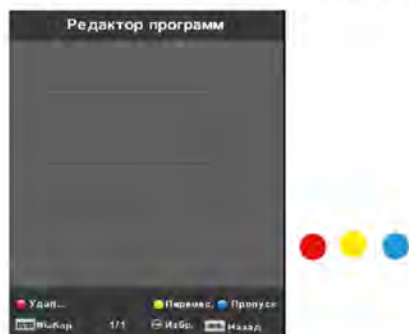 Редактор программ
Удал... Перемес. Пропуск
Выбор 1/1 Избр. Назад